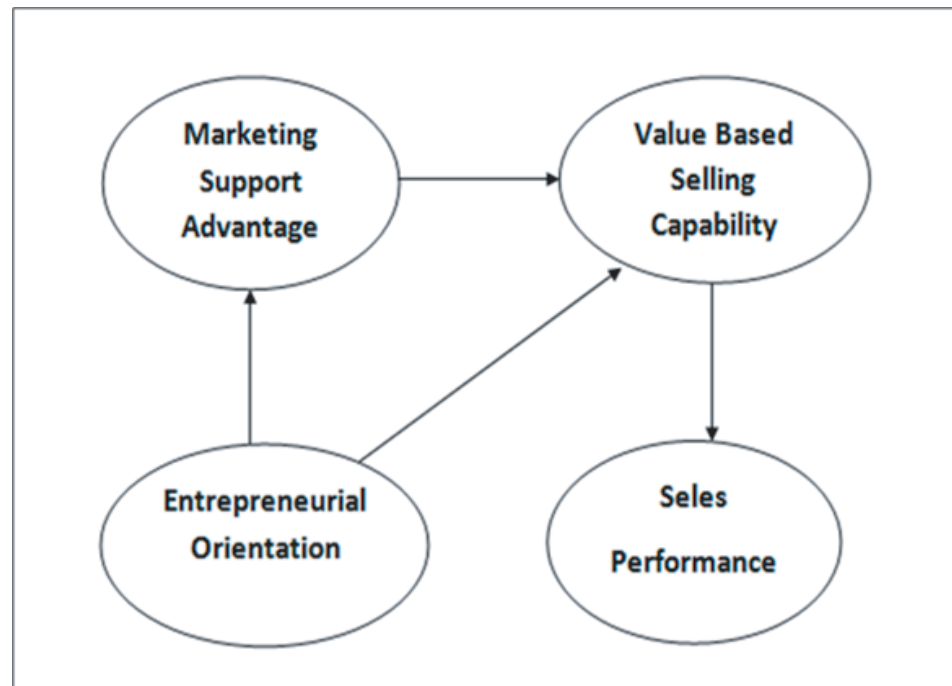 Marketing
Support
Advantage
Value Based
Selling
Capability
Entrepreneurial
Orientation
Seles
Performance